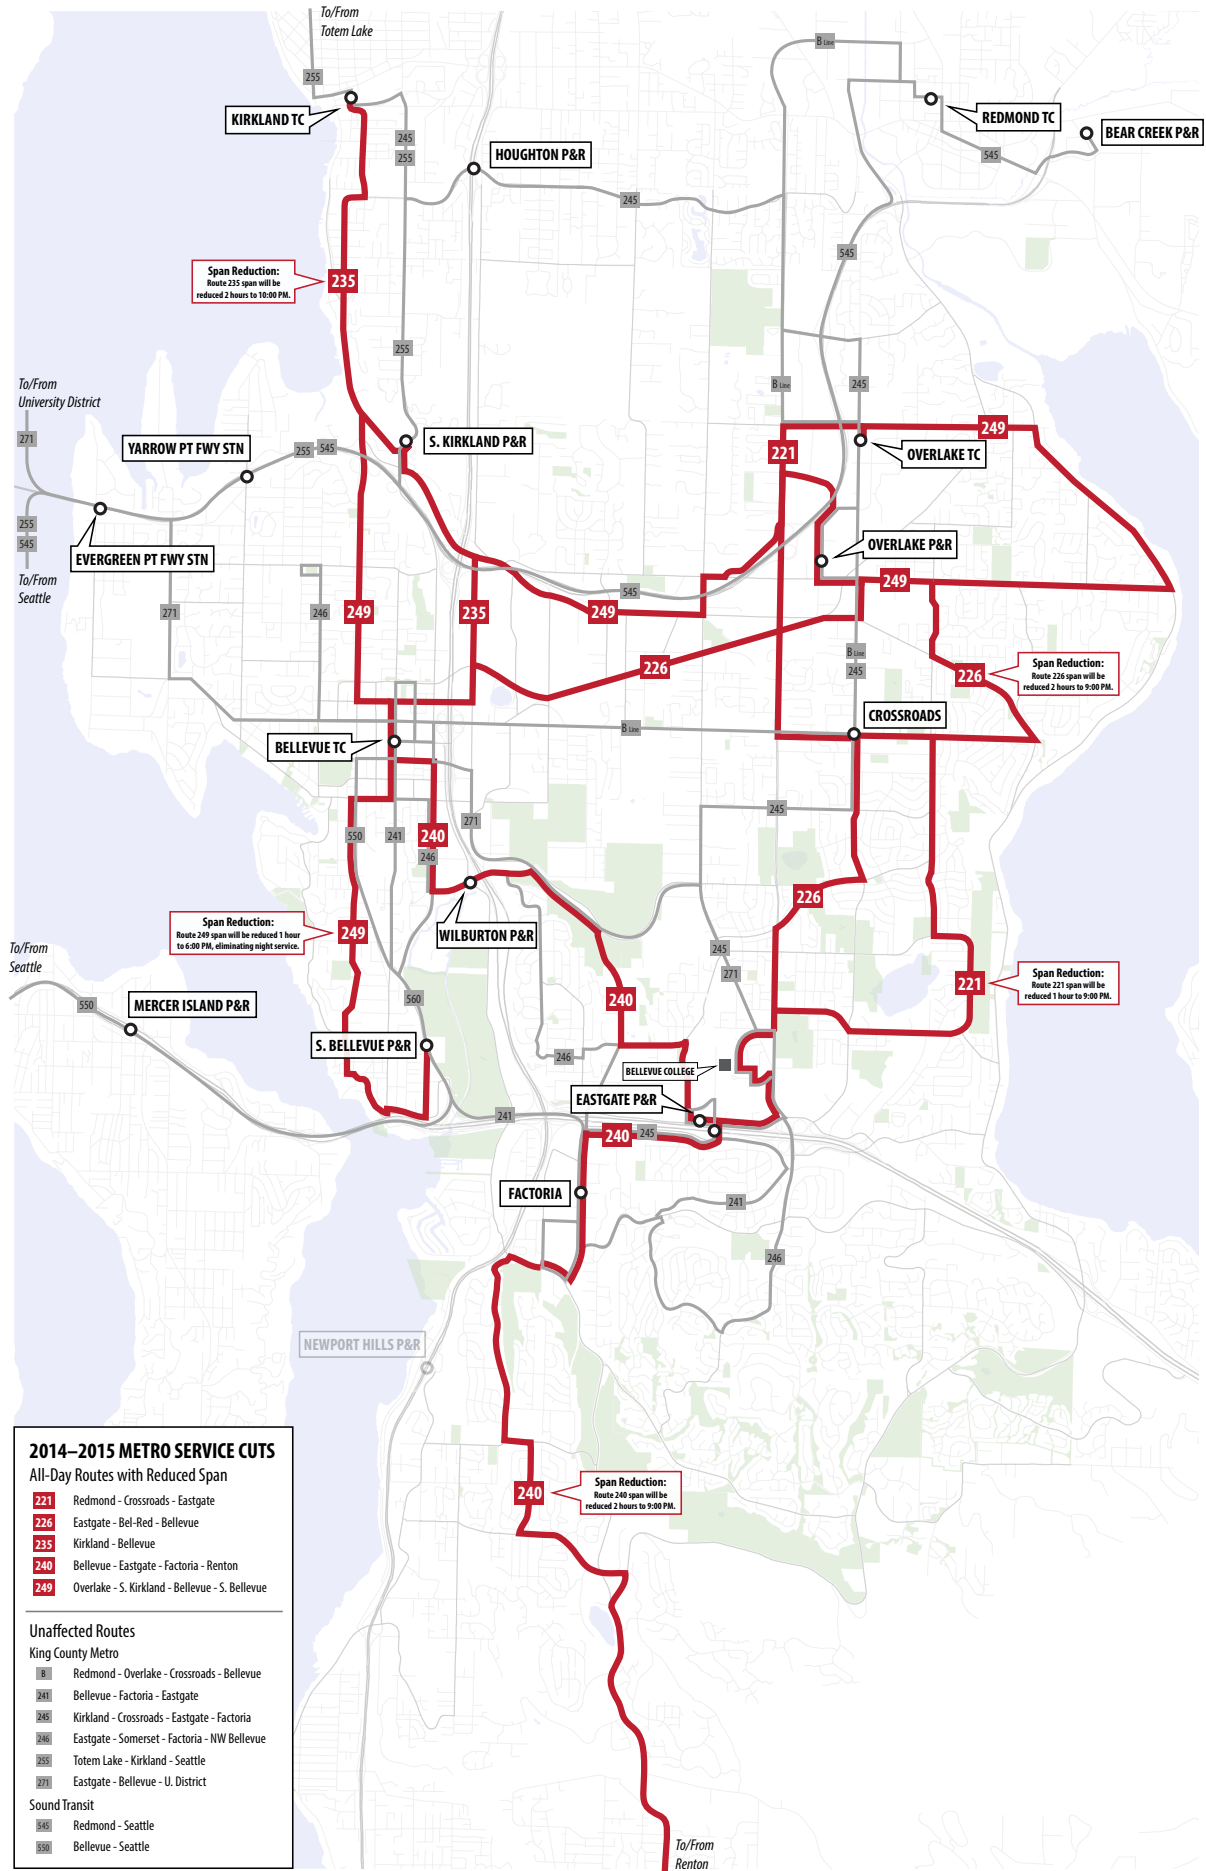 To/From
Totem Lake
B Line
255
KIRKLAND TC
REDMOND TC
BEAR CREEK P&R
245
255
HOUGHTON P&R
545
245
545
Span Reduction:
Route 235 span will be
reduced 2 hours to 10:00 PM.
235
255
To/From
University District
B Line
245
271
249
YARROW PT FWY STN
S. KIRKLAND P&R
221
OVERLAKE TC
255
545
255
545
OVERLAKE P&R
EVERGREEN PT FWY STN
To/From
Seattle
249
545
271
246
249
235
249
B Line
245
226
Span Reduction:
Route 226 span will be
reduced 2 hours to 9:00 PM.
226
CROSSROADS
B Line
BELLEVUE TC
245
550
241
240
271
246
226
Span Reduction:
Route 249 span will be reduced 1 hour
to 6:00 PM, eliminating night service.
249
WILBURTON P&R
To/From
Seattle
245
271
Span Reduction:
Route 221 span will be
reduced 1 hour to 9:00 PM.
221
550
MERCER ISLAND P&R
560
240
S. BELLEVUE P&R
246
BELLEVUE COLLEGE
EASTGATE P&R
241
240
245
FACTORIA
241
246
NEWPORT HILLS P&R
240
Span Reduction:
Route 240 span will be
reduced 2 hours to 9:00 PM.
To/From
Renton
2014–2015 METRO SERVICE CUTS
All-Day Routes with Reduced Span
221 Redmond - Crossroads - Eastgate
226 Eastgate - Bel-Red - Bellevue
235 Kirkland - Bellevue
240 Bellevue - Eastgate - Factoria - Renton
249 Overlake - S. Kirkland - Bellevue - S. Bellevue
Unaffected Routes
King County Metro
B Redmond - Overlake - Crossroads - Bellevue
241 Bellevue - Factoria - Eastgate
245 Kirkland - Crossroads - Eastgate - Factoria
246 Eastgate - Somerset - Factoria - NW Bellevue
255 Totem Lake - Kirkland - Seattle
271 Eastgate - Bellevue - U. District
Sound Transit
545 Redmond - Seattle
550 Bellevue - Seattle